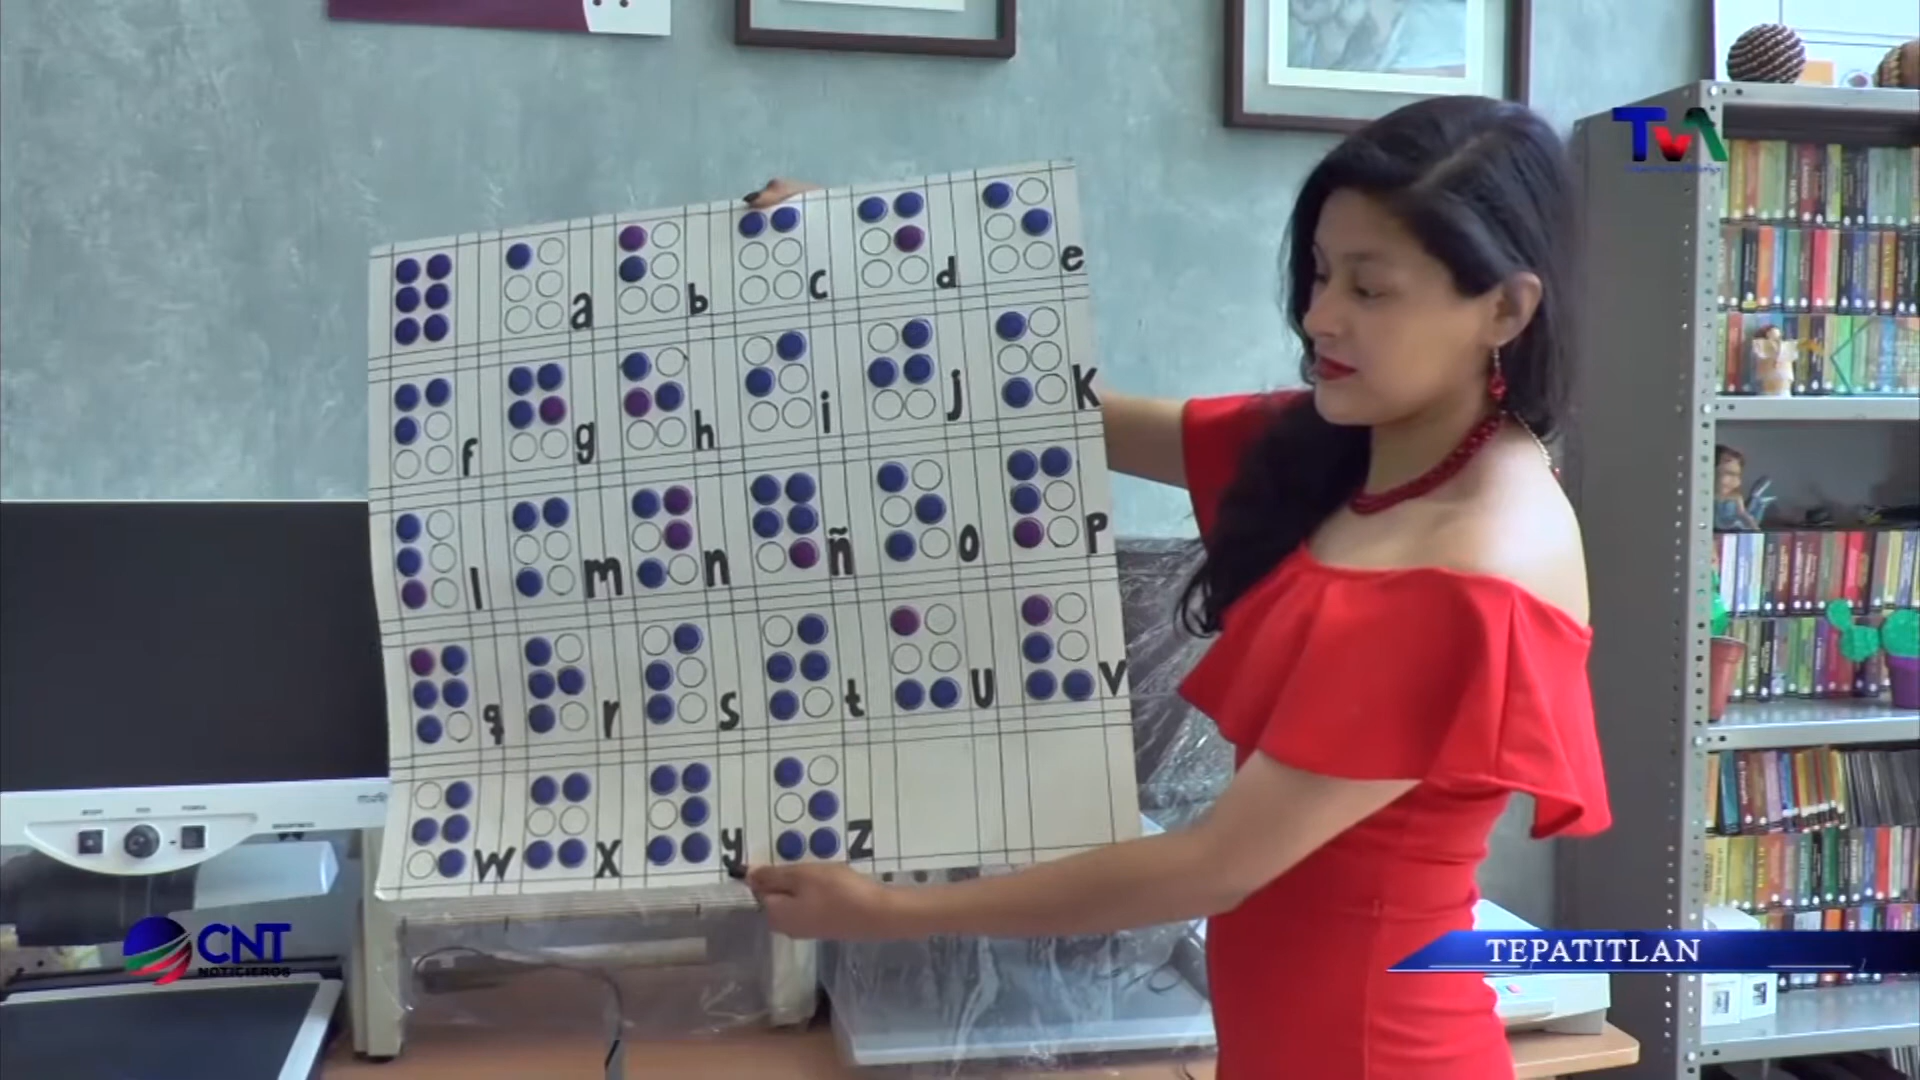 TVA
a b c d e
f g h i j k
l m n ñ o p
q r s t u v
w x y z
CNT
NOTICIEROS
TEPATITLAN